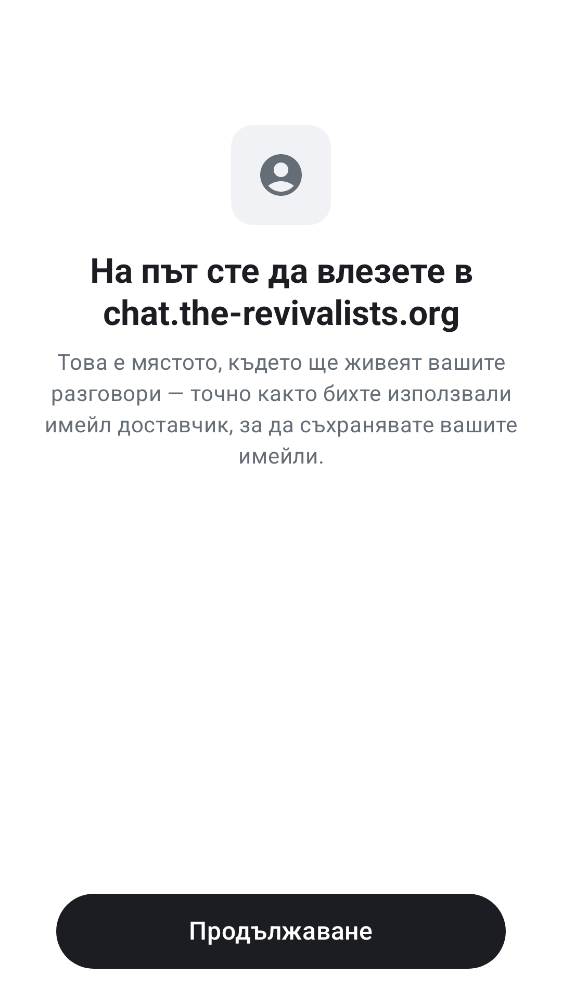 На път сте да влезете в
chat.the-revivalists.org
Това е мястото, където ще живеят вашите
разговори — точно както бихте използвали
имейл доставчик, за да съхранявате вашите
имейли.
Продължаване